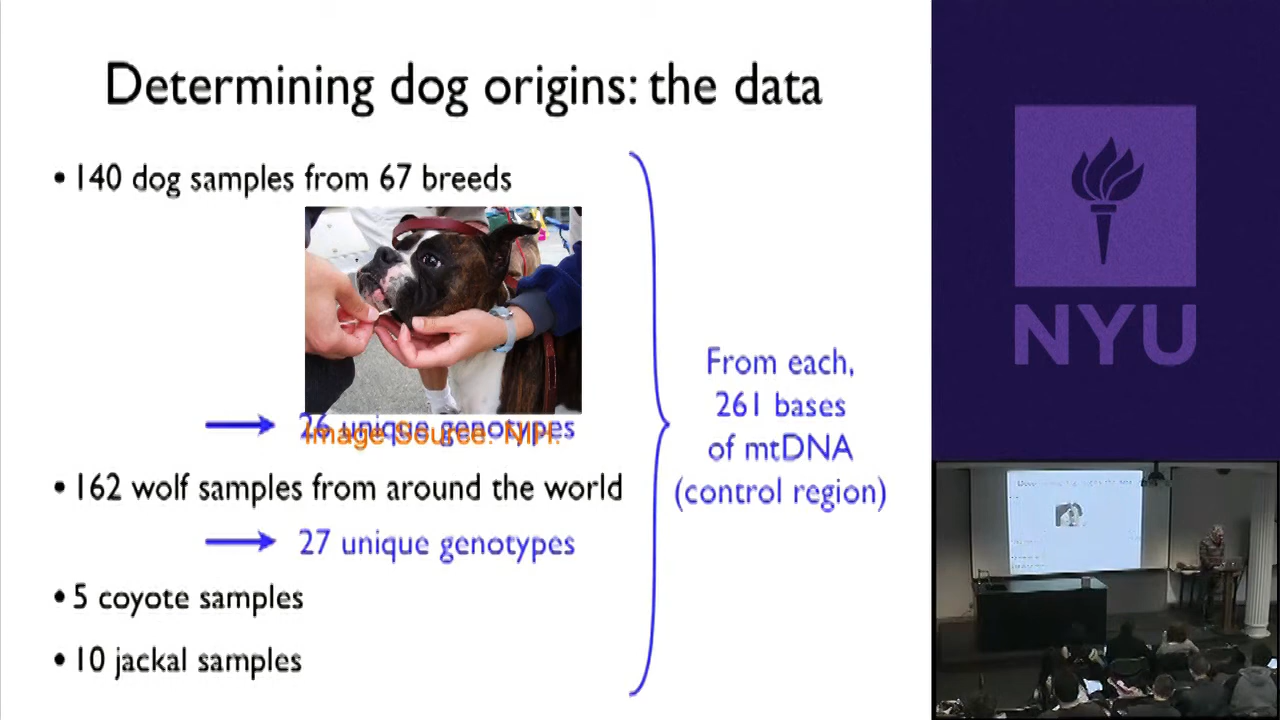 Determining dog origins: the data
• 140 dog samples from 67 breeds
26 unique genotypes
Image Source: NIH.
• 162 wolf samples from around the world
27 unique genotypes
• 5 coyote samples
• 10 jackal samples
From each,
261 bases
of mtDNA
(control region)
NYU